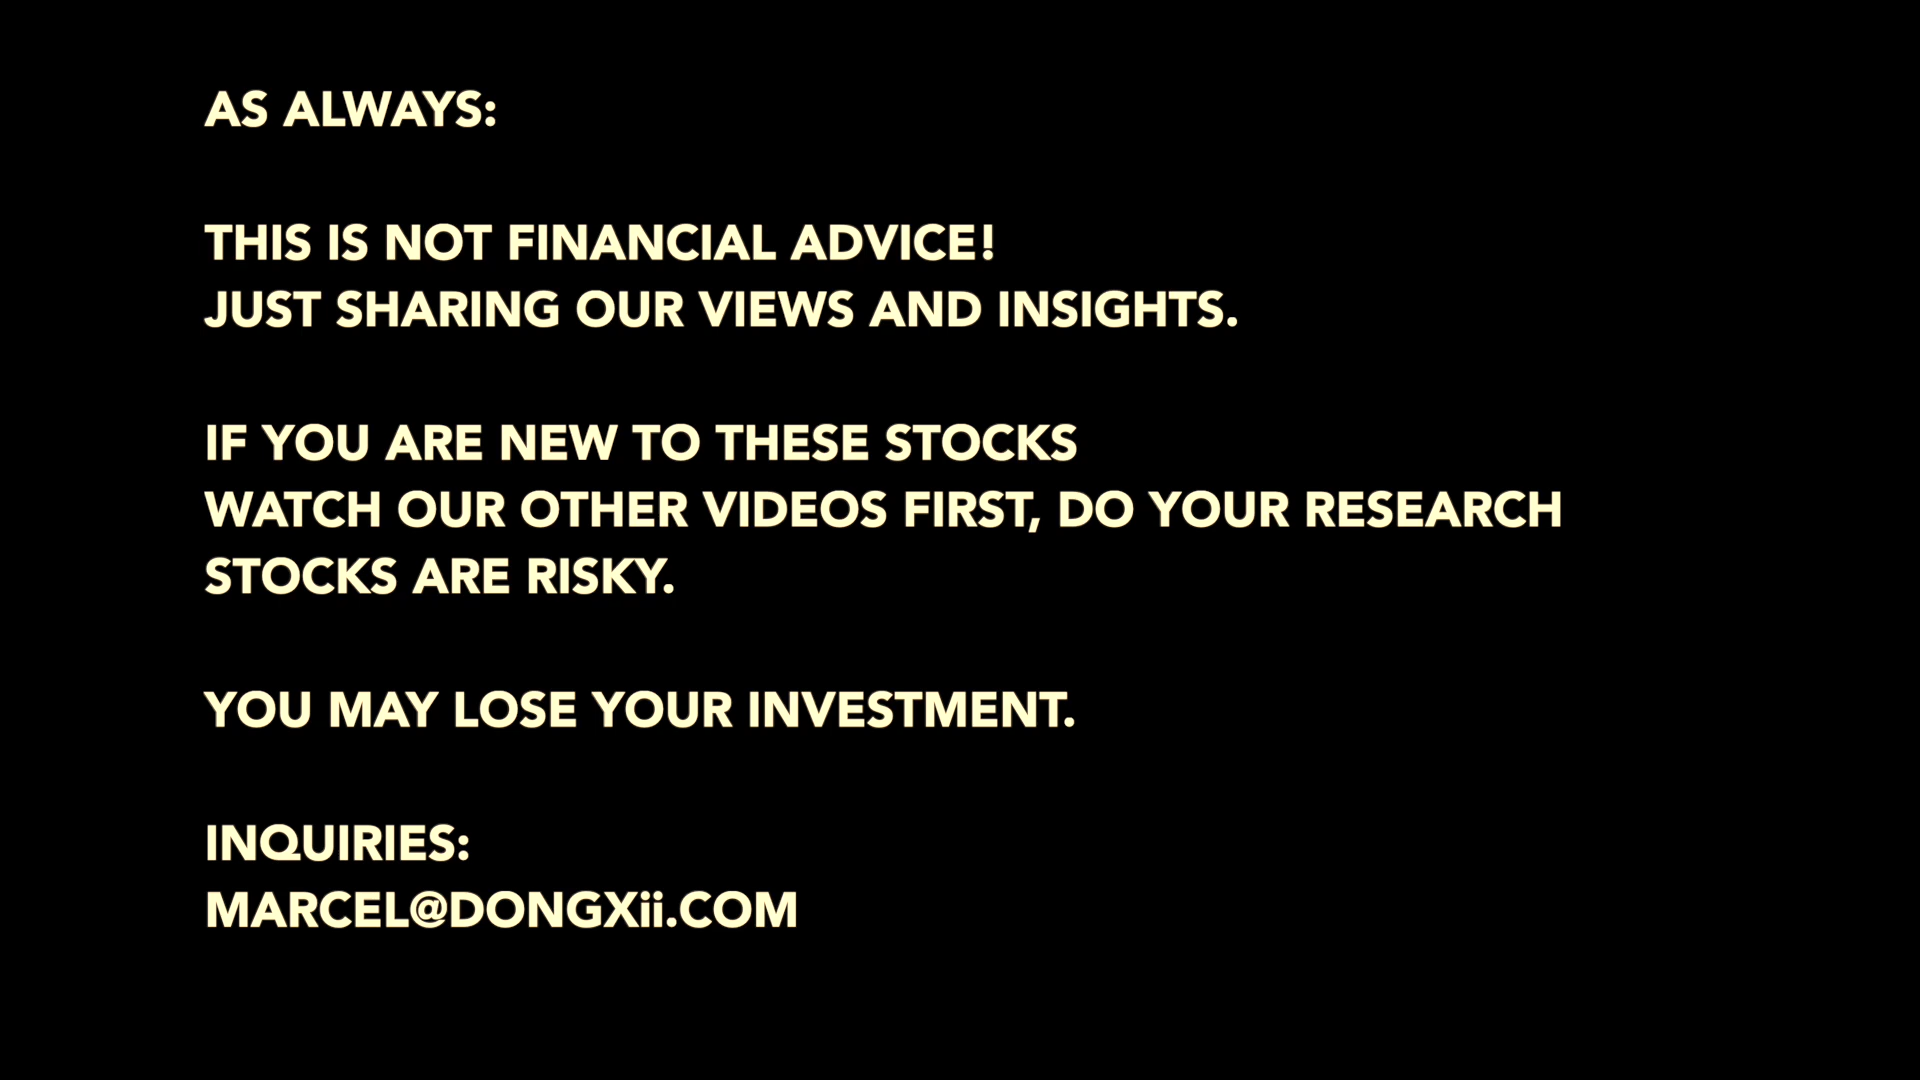 AS ALWAYS:
THIS IS NOT FINANCIAL ADVICE!
JUST SHARING OUR VIEWS AND INSIGHTS.
IF YOU ARE NEW TO THESE STOCKS
WATCH OUR OTHER VIDEOS FIRST, DO YOUR RESEARCH
STOCKS ARE RISKY.
YOU MAY LOSE YOUR INVESTMENT.
INQUIRIES:
MARCEL@DONGXii.COM